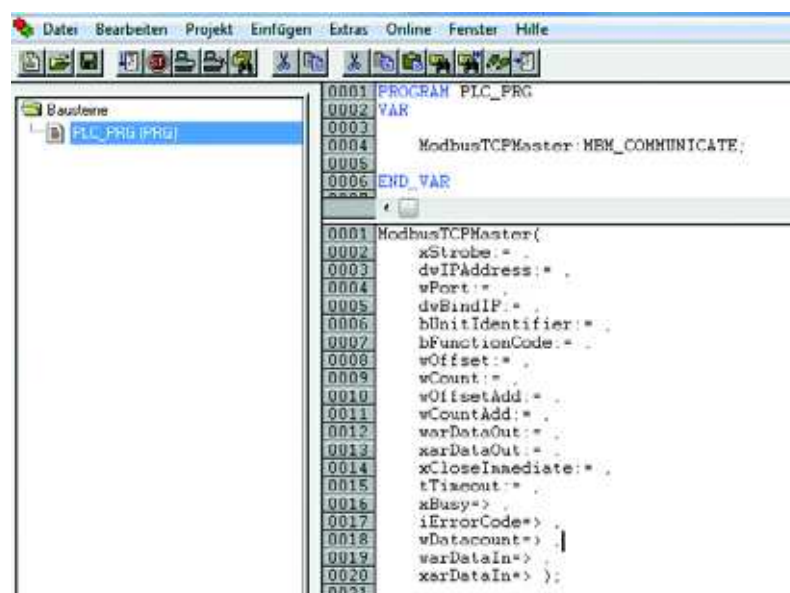 Datei Bearbeiten Projekt Einfügen Extras Online Fenster Hilfe
Bausteine
PLC_PRG (PRG)
0001 PROGRAM PLC_PRG
0002 VAR
0003
0004 ModbusTCPMaster:MBM_COMMUNICATE;
0005
0006 END_VAR
0001 ModbusTCPMaster(
0002 xStrobe:= ,
0003 dwIPAddress:= ,
0004 wPort:= ,
0005 dwBindIP:= ,
0006 bUnitIdentifier:= ,
0007 bFunctionCode:= ,
0008 wOffset:= ,
0009 wCount:= ,
0010 wOffsetAdd:= ,
0011 wCountAdd:= ,
0012 warDataOut:= ,
0013 xarDataOut:= ,
0014 xCloseImmediate:= ,
0015 tTimeout:= ,
0016 xBusy=> ,
0017 iErrorCode=> ,
0018 wDatacount=> ,
0019 warDataIn=> ,
0020 xarDataIn=> );
0021